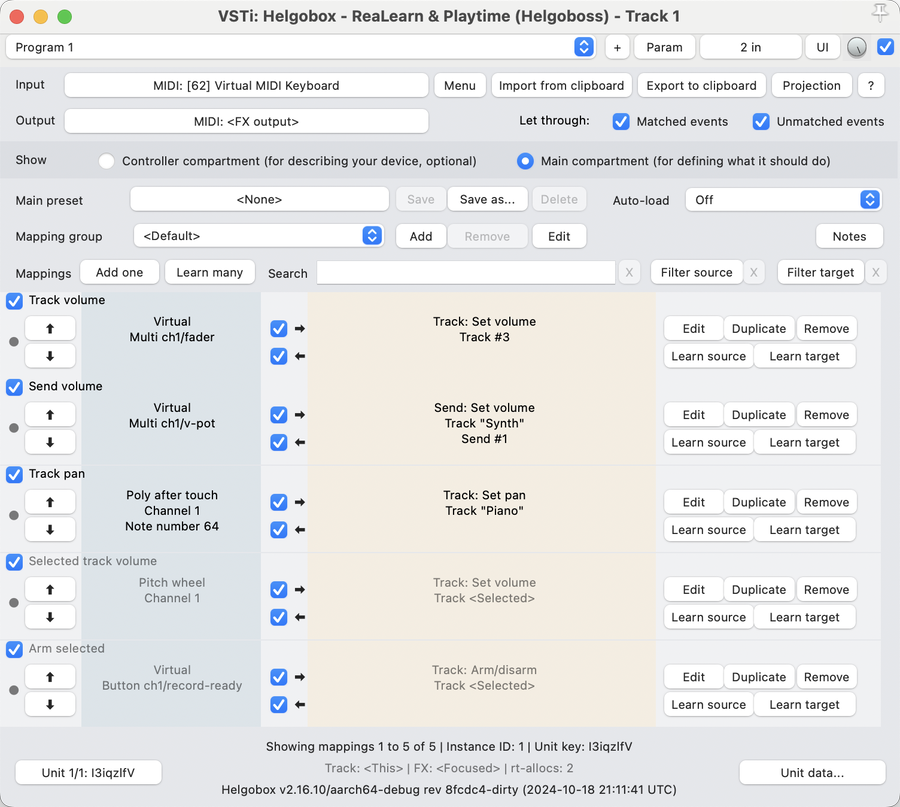 VSTi: Helgobox - ReaLearn & Playtime (Helgoboss) - Track 1
Program 1 + Param 2 in UI
Input MIDI: [62] Virtual MIDI Keyboard Menu Import from clipboard Export to clipboard Projection ?
Output MIDI: <FX output> Let through: Matched events Unmatched events
Show Controller compartment (for describing your device, optional) Main compartment (for defining what it should do)
Main preset <None> Save Save as... Delete Auto-load Off
Mapping group <Default> Add Remove Edit Notes
Mappings Add one Learn many Search X Filter source X Filter target X
Track volume
Virtual
Multi ch1/fader
Track: Set volume
Track #3
Edit Duplicate Remove
Learn source Learn target
Send volume
Virtual
Multi ch1/v-pot
Send: Set volume
Track "Synth"
Send #1
Edit Duplicate Remove
Learn source Learn target
Track pan
Poly after touch
Channel 1
Note number 64
Track: Set pan
Track "Piano"
Edit Duplicate Remove
Learn source Learn target
Selected track volume
Pitch wheel
Channel 1
Track: Set volume
Track <Selected>
Edit Duplicate Remove
Learn source Learn target
Arm selected
Virtual
Button ch1/record-ready
Track: Arm/disarm
Track <Selected>
Edit Duplicate Remove
Learn source Learn target
Showing mappings 1 to 5 of 5 | Instance ID: 1 | Unit key: I3iqzIfV
Unit 1/1: I3iqzIfV Track: <This> | FX: <Focused> | rt-allocs: 2 Unit data...
Helgobox v2.16.10/aarch64-debug rev 8fcdc4-dirty (2024-10-18 21:11:41 UTC)